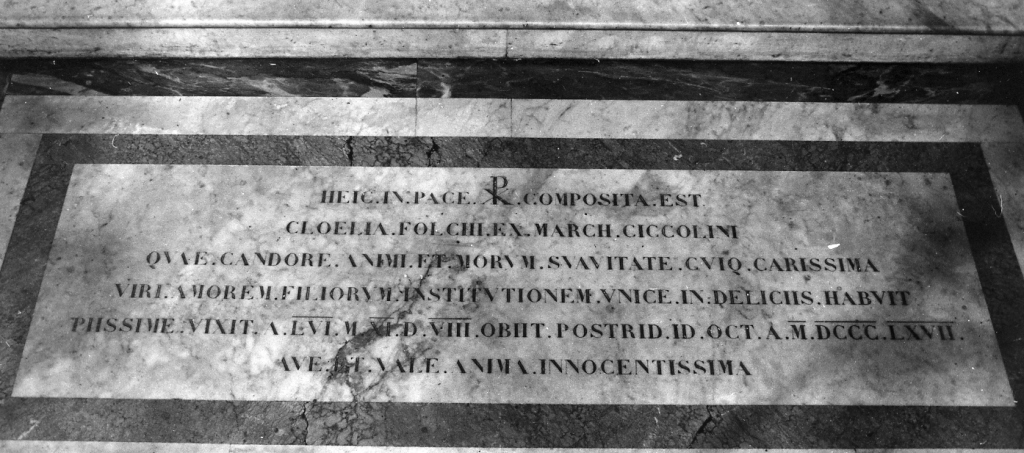 HEIC.IN.PACE.☧.COMPOSITA.EST
CLOELIA.FOLCHI.EX.MARCH.CICCOLINI
QVAE.CANDORE.ANIMI.ET.MORVM.SVAVITATE.CVIQ.CARISSIMA
VIRI.AMOREM.FILIORVM.INSTITVTIONEM.VNICE.IN.DELICIIS.HABVIT
PIISSIME.VIXIT.A.LVI.M.XI.D.VIII.OBIIT.POSTRID.ID.OCT.A.M.DCCC.LXVII.
AVE.ET.VALE.ANIMA.INNOCENTISSIMA